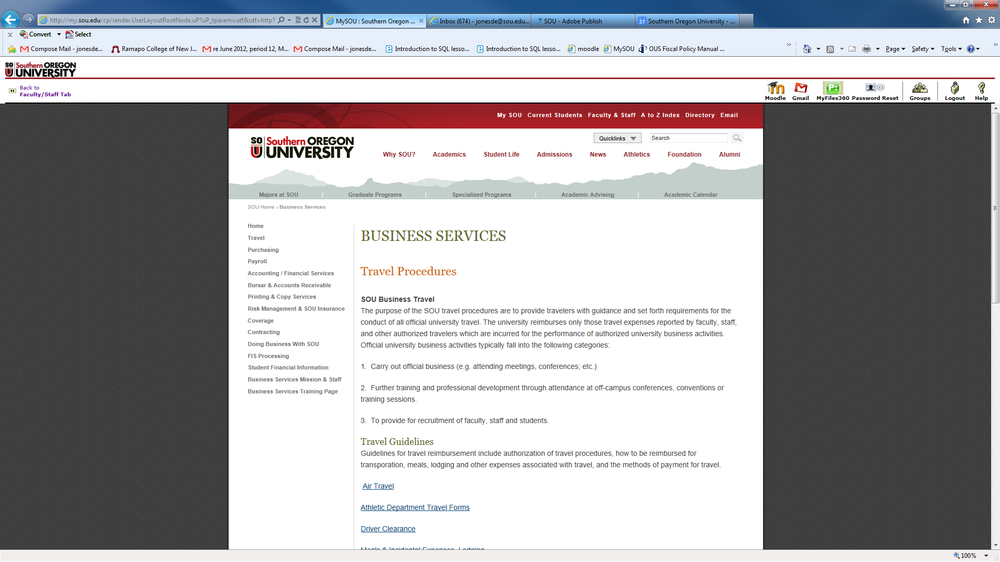 http://my.sou.edu/cp/render.UserLayoutRootNode.uP?uP_tparam=utf&utf=http%
MySOU : Southern Oregon ...
Inbox (674) - jonesde@sou.edu...
SOU - Adobe Publish
27 Southern Oregon University - ...
x Convert Select
Compose Mail - jonesde...
Ramapo College of New J...
re June 2012, period 12, M...
Compose Mail - jonesde...
Introduction to SQL lesso...
Introduction to SQL lesso...
moodle
MySOU
OUS Fiscal Policy Manual ...
Page Safety Tools
SO U Southern OREGON
UNIVERSITY
Back to
Faculty/Staff Tab
Moodle Gmail MyFiles360 Password Reset Groups Logout Help
My SOU Current Students Faculty & Staff A to Z Index Directory Email
SO U Southern OREGON
UNIVERSITY
Quicklinks Search
Why SOU? Academics Student Life Admissions News Athletics Foundation Alumni
Majors at SOU | Graduate Programs | Specialized Programs | Academic Advising | Academic Calendar
SOU Home » Business Services
Home
Travel
Purchasing
Payroll
Accounting / Financial Services
Bursar & Accounts Receivable
Printing & Copy Services
Risk Management & SOU Insurance
Coverage
Contracting
Doing Business With SOU
FIS Processing
Student Financial Information
Business Services Mission & Staff
Business Services Training Page
BUSINESS SERVICES
Travel Procedures
SOU Business Travel
The purpose of the SOU travel procedures are to provide travelers with guidance and set forth requirements for the
conduct of all official university travel. The university reimburses only those travel expenses reported by faculty, staff,
and other authorized travelers which are incurred for the performance of authorized university business activities.
Official university business activities typically fall into the following categories:
1. Carry out official business (e.g. attending meetings, conferences; etc.)
2. Further training and professional development through attendance at off-campus conferences, conventions or
training sessions.
3. To provide for recruitment of faculty, staff and students.
Travel Guidelines
Guidelines for travel reimbursement include authorization of travel procedures, how to be reimbursed for
transporation, meals, lodging and other expenses associated with travel, and the methods of payment for travel.
Air Travel
Athletic Department Travel Forms
Driver Clearance
Meals & Incidental Expenses, Lodging
100%